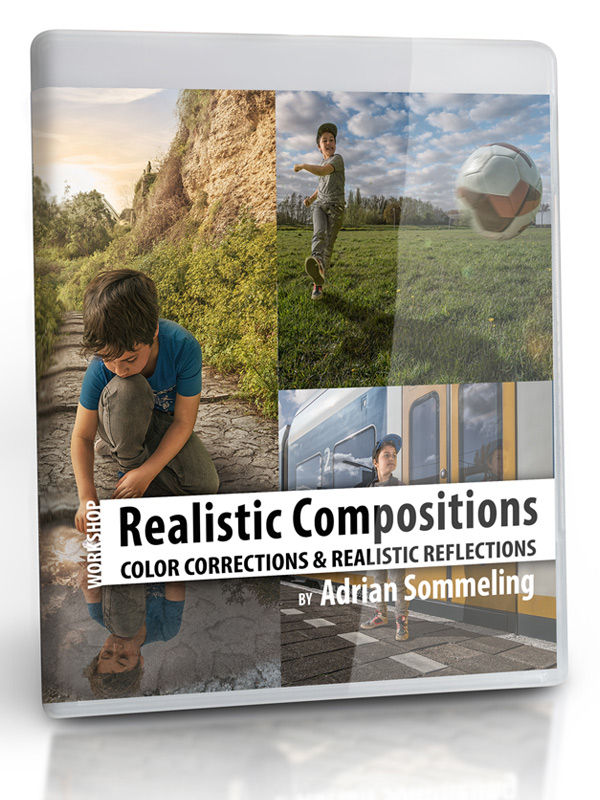 WORKSHOP
Realistic Compositions
COLOR CORRECTIONS & REALISTIC REFLECTIONS
BY Adrian Sommeling